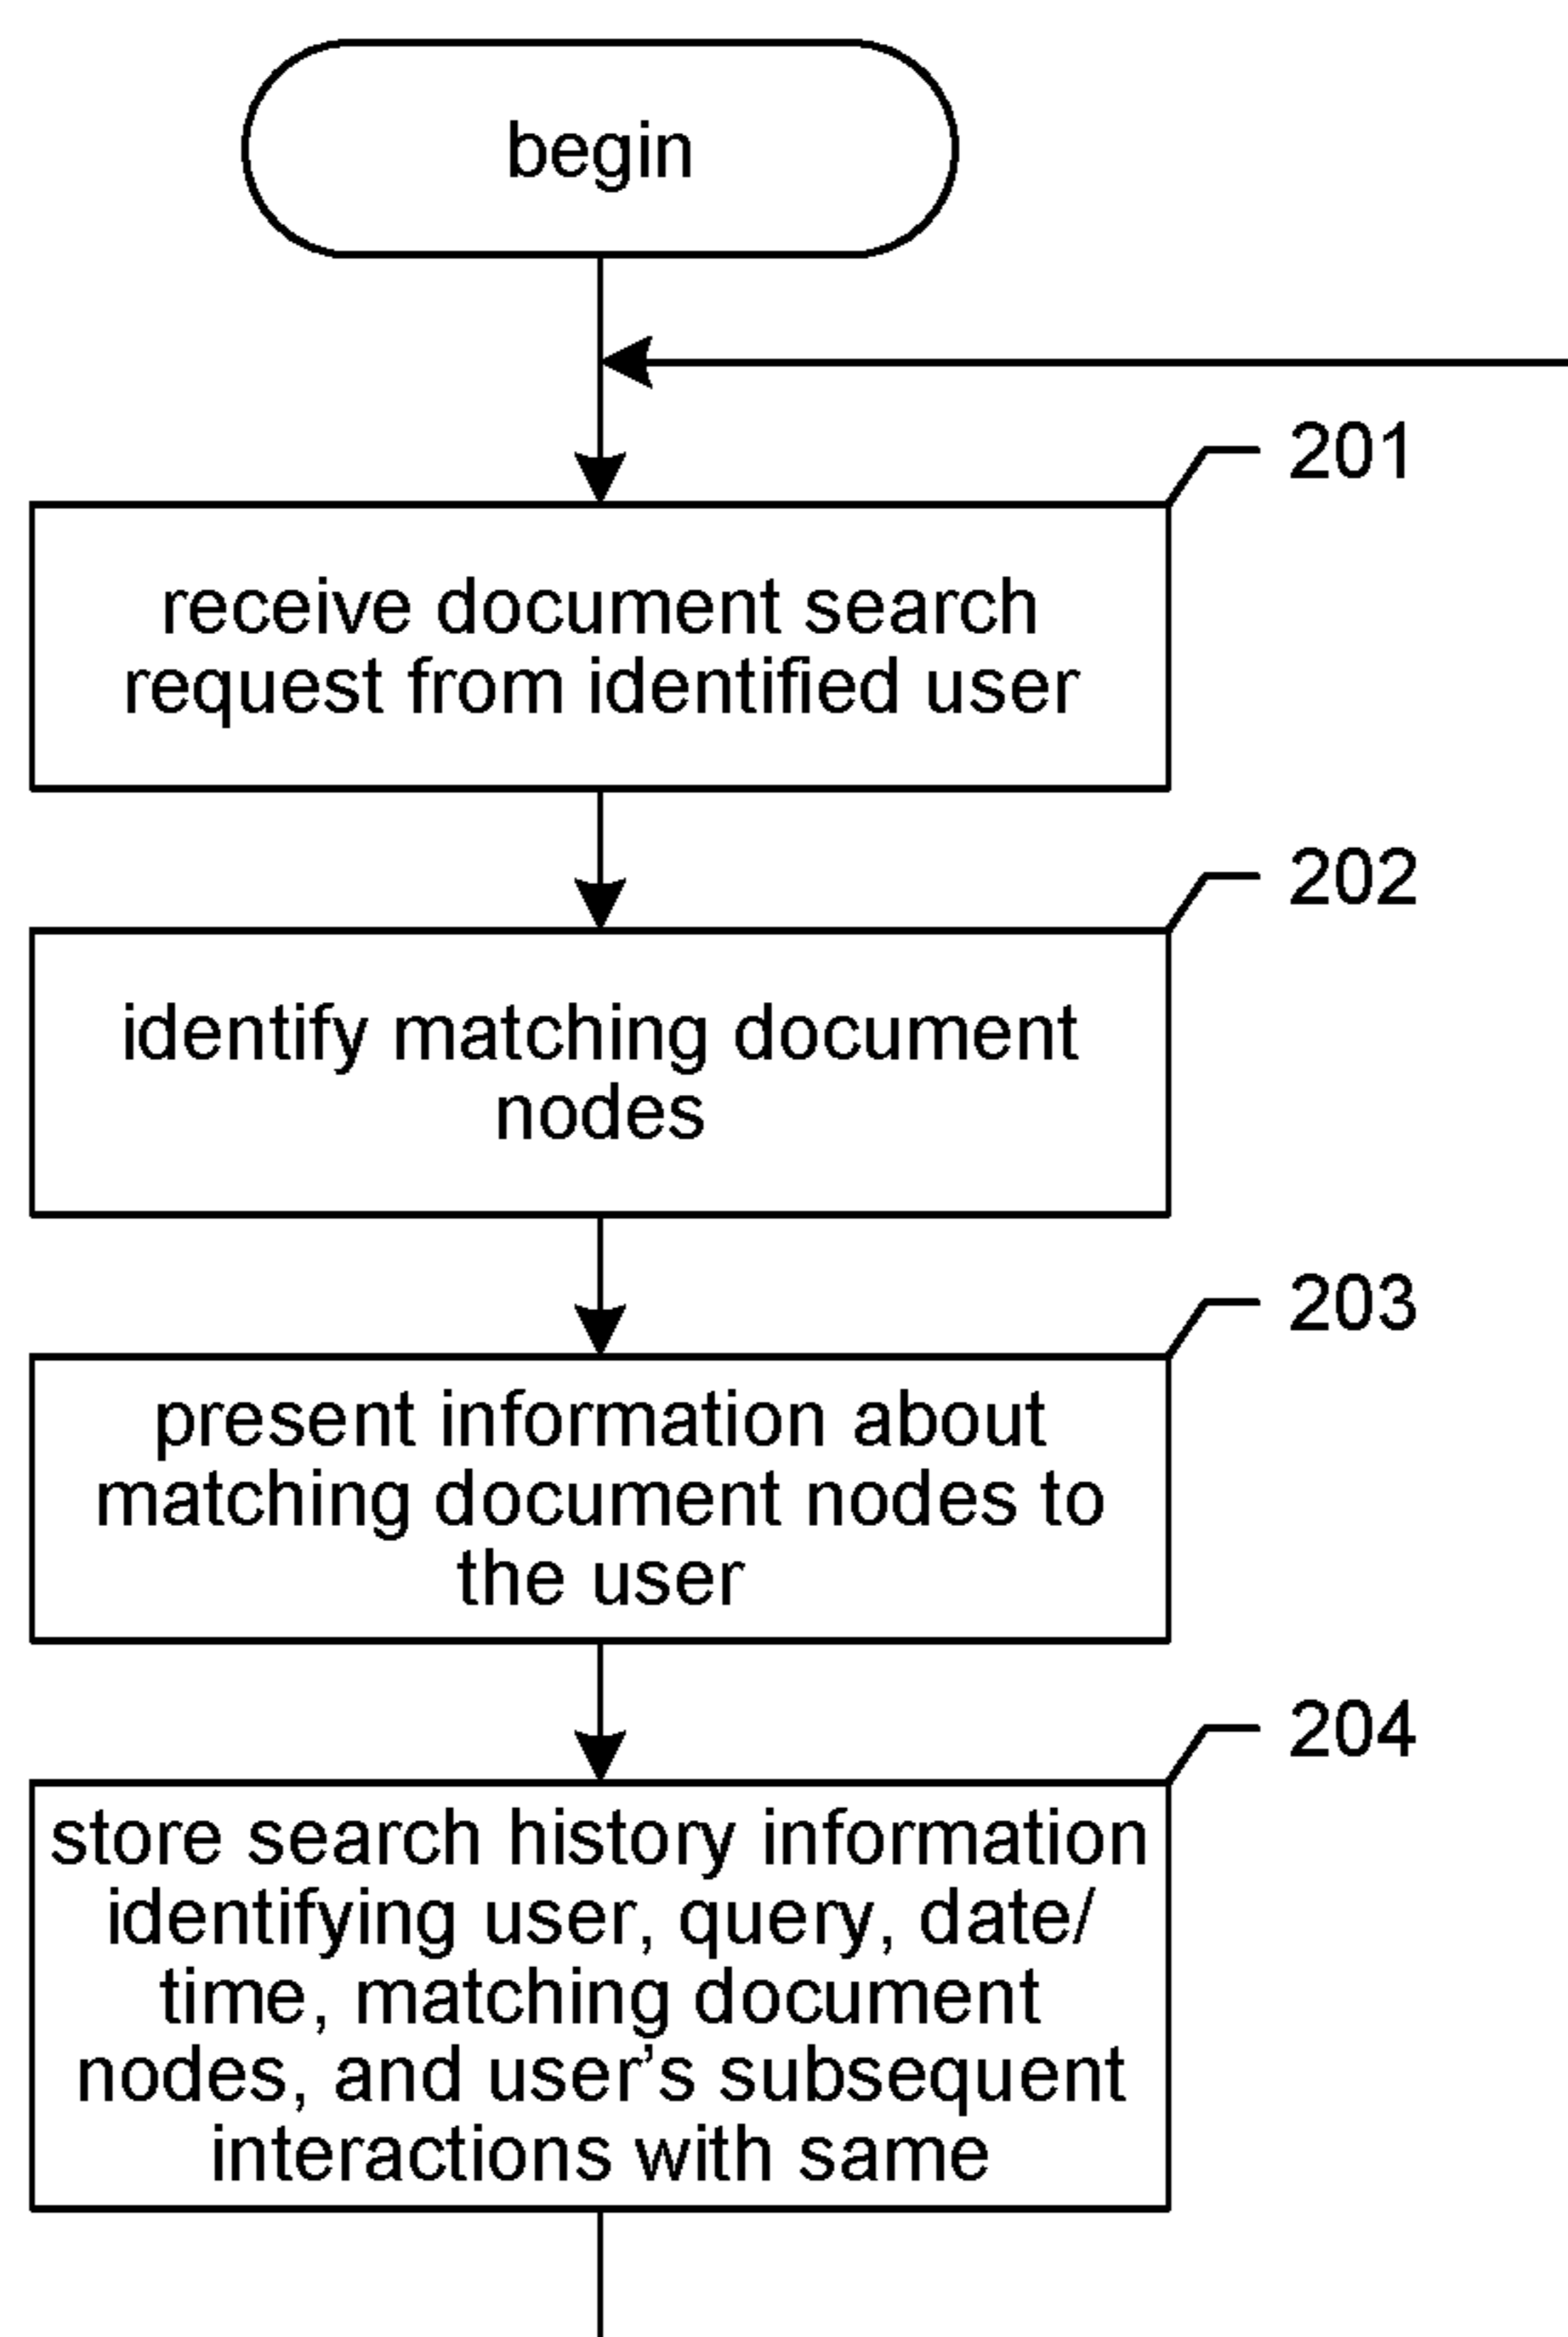 begin
201
receive document search
request from identified user
202
identify matching document
nodes
203
present information about
matching document nodes to
the user
204
store search history information
identifying user, query, date/
time, matching document
nodes, and user’s subsequent
interactions with same